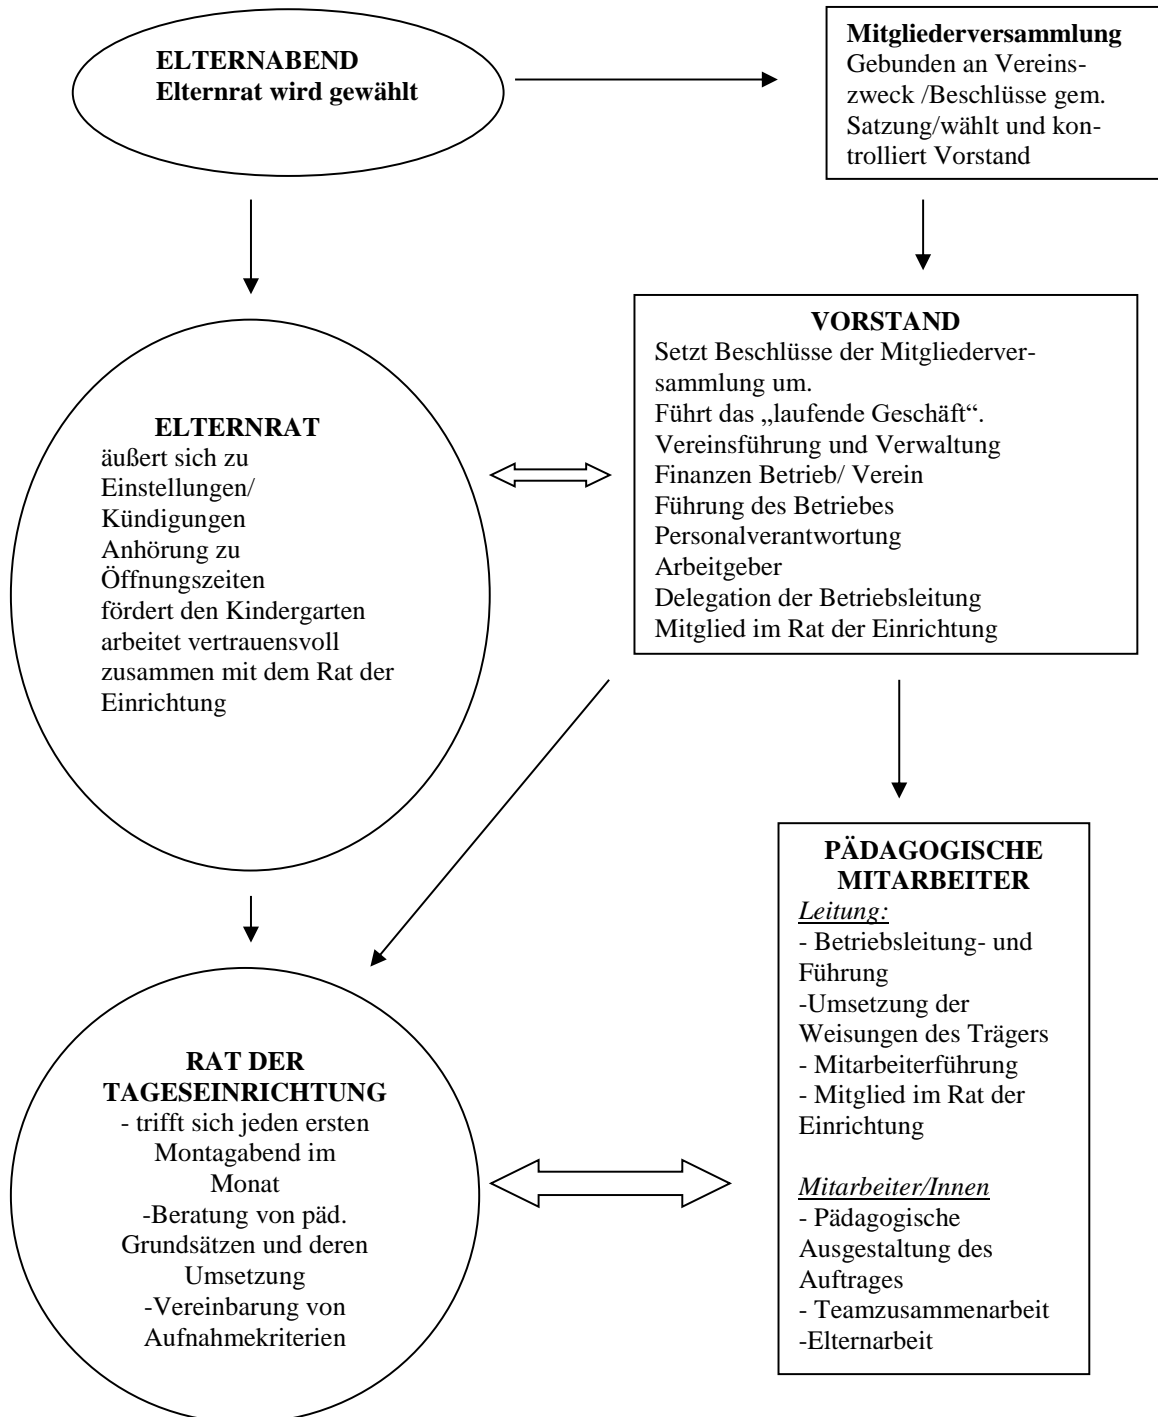 ELTERNABEND
Elternrat wird gewählt
Mitgliederversammlung
Gebunden an Vereins-
zweck /Beschlüsse gem.
Satzung/wählt und kon-
trolliert Vorstand
ELTERNRAT
äußert sich zu
Einstellungen/
Kündigungen
Anhörung zu
Öffnungszeiten
fördert den Kindergarten
arbeitet vertrauensvoll
zusammen mit dem Rat der
Einrichtung
VORSTAND
Setzt Beschlüsse der Mitgliederver-
sammlung um.
Führt das „laufende Geschäft“.
Vereinsführung und Verwaltung
Finanzen Betrieb/ Verein
Führung des Betriebes
Personalverantwortung
Arbeitgeber
Delegation der Betriebsleitung
Mitglied im Rat der Einrichtung
RAT DER
TAGESEINRICHTUNG
- trifft sich jeden ersten
Montagabend im
Monat
-Beratung von päd.
Grundsätzen und deren
Umsetzung
-Vereinbarung von
Aufnahmekriterien
PÄDAGOGISCHE
MITARBEITER
Leitung:
- Betriebsleitung- und
Führung
-Umsetzung der
Weisungen des Trägers
- Mitarbeiterführung
- Mitglied im Rat der
Einrichtung
Mitarbeiter/Innen
- Pädagogische
Ausgestaltung des
Auftrages
- Teamzusammenarbeit
-Elternarbeit